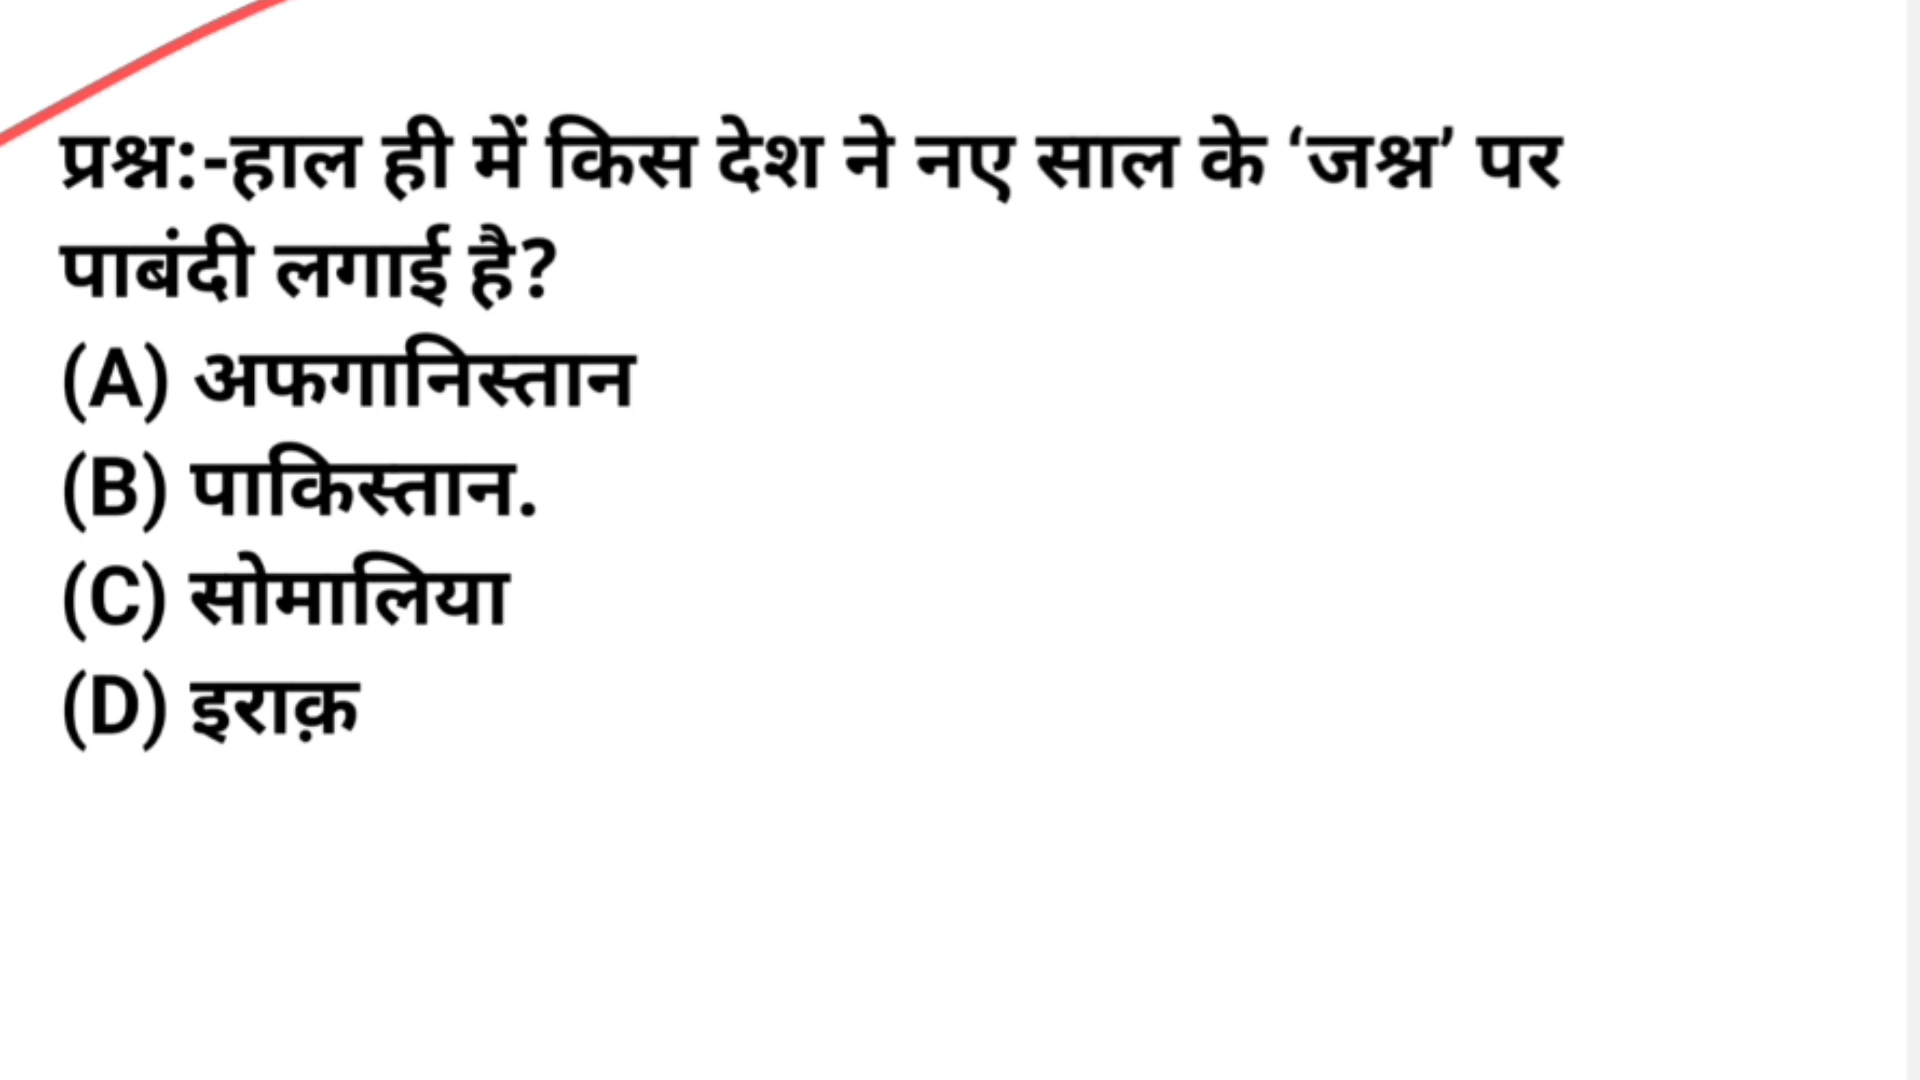 प्रश्न:-हाल ही में किस देश ने नए साल के ‘जश्न’ पर
पाबंदी लगाई है?
(A) अफगानिस्तान
(B) पाकिस्तान.
(C) सोमालिया
(D) इराक़